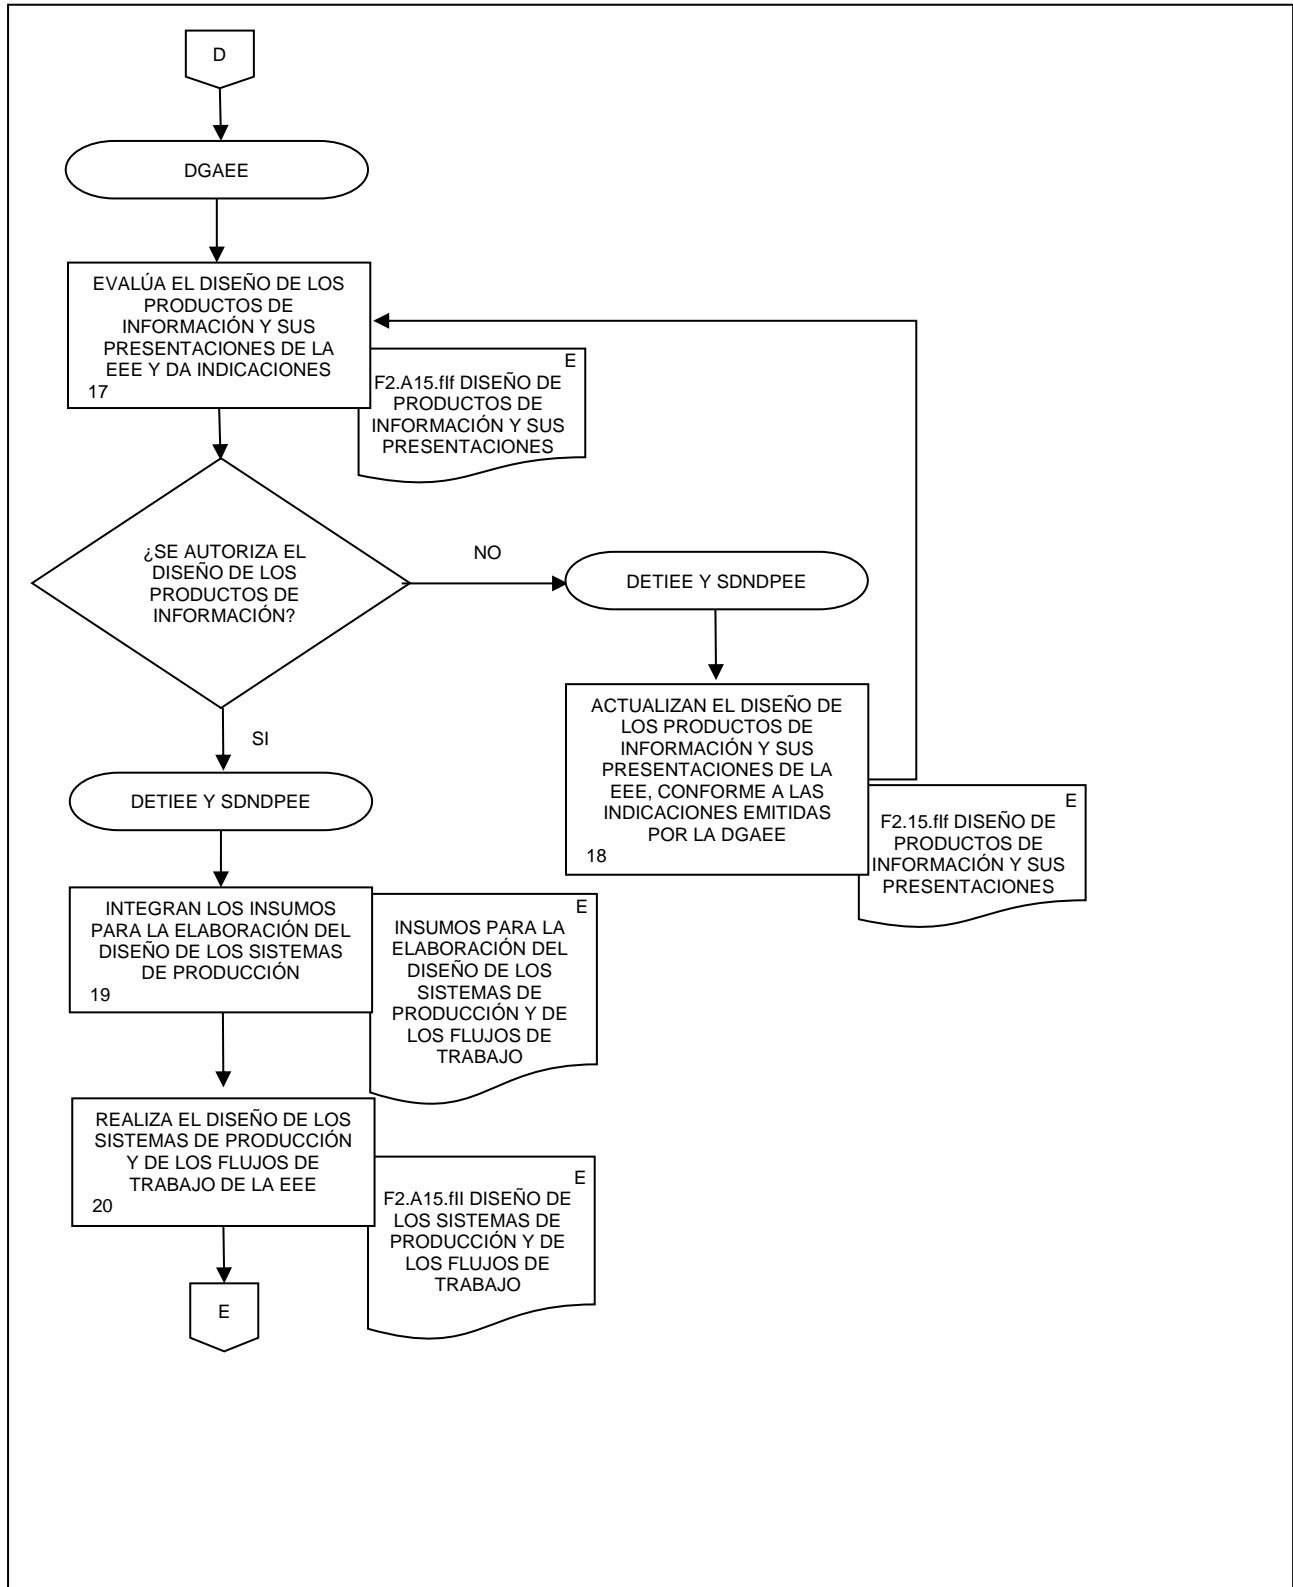 D
DGAEE
EVALÚA EL DISEÑO DE LOS
PRODUCTOS DE
INFORMACIÓN Y SUS
PRESENTACIONES DE LA
EEE Y DA INDICACIONES
17
E
F2.A15.fIf DISEÑO DE
PRODUCTOS DE
INFORMACIÓN Y SUS
PRESENTACIONES
¿SE AUTORIZA EL
DISEÑO DE LOS
PRODUCTOS DE
INFORMACIÓN?
NO
DETIEE Y SDNDPEE
ACTUALIZAN EL DISEÑO DE
LOS PRODUCTOS DE
INFORMACIÓN Y SUS
PRESENTACIONES DE LA
EEE, CONFORME A LAS
INDICACIONES EMITIDAS
POR LA DGAEE
18
E
F2.15.fIf DISEÑO DE
PRODUCTOS DE
INFORMACIÓN Y SUS
PRESENTACIONES
SI
DETIEE Y SDNDPEE
INTEGRAN LOS INSUMOS
PARA LA ELABORACIÓN DEL
DISEÑO DE LOS SISTEMAS
DE PRODUCCIÓN
19
E
INSUMOS PARA LA
ELABORACIÓN DEL
DISEÑO DE LOS
SISTEMAS DE
PRODUCCIÓN Y DE
LOS FLUJOS DE
TRABAJO
REALIZA EL DISEÑO DE LOS
SISTEMAS DE PRODUCCIÓN
Y DE LOS FLUJOS DE
TRABAJO DE LA EEE
20
E
F2.A15.fII DISEÑO DE
LOS SISTEMAS DE
PRODUCCIÓN Y DE
LOS FLUJOS DE
TRABAJO
E